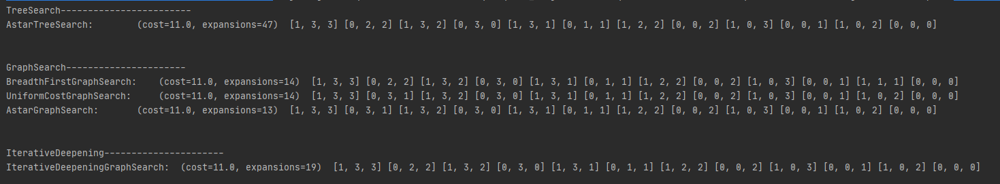 TreeSearch------------------------
AstarTreeSearch:        (cost=11.0, expansions=47)  [1, 3, 3] [0, 2, 2] [1, 3, 2] [0, 3, 0] [1, 3, 1] [0, 1, 1] [1, 2, 2] [0, 0, 2] [1, 0, 3] [0, 0, 1] [1, 0, 2] [0, 0, 0]
GraphSearch----------------------
BreadthFirstGraphSearch:    (cost=11.0, expansions=14)  [1, 3, 3] [0, 2, 2] [1, 3, 2] [0, 3, 0] [1, 3, 1] [0, 1, 1] [1, 2, 2] [0, 0, 2] [1, 0, 3] [0, 0, 1] [1, 1, 1] [0, 0, 0]
UniformCostGraphSearch:     (cost=11.0, expansions=14)  [1, 3, 3] [0, 3, 1] [1, 3, 2] [0, 3, 0] [1, 3, 1] [0, 1, 1] [1, 2, 2] [0, 0, 2] [1, 0, 3] [0, 0, 1] [1, 0, 2] [0, 0, 0]
AstarGraphSearch:       (cost=11.0, expansions=13)  [1, 3, 3] [0, 3, 1] [1, 3, 2] [0, 3, 0] [1, 3, 1] [0, 1, 1] [1, 2, 2] [0, 0, 2] [1, 0, 3] [0, 0, 1] [1, 0, 2] [0, 0, 0]
IterativeDeepening----------------------
IterativeDeepeningGraphSearch:  (cost=11.0, expansions=19)  [1, 3, 3] [0, 2, 2] [1, 3, 2] [0, 3, 0] [1, 3, 1] [0, 1, 1] [1, 2, 2] [0, 0, 2] [1, 0, 3] [0, 0, 1] [1, 0, 2] [0, 0, 0]